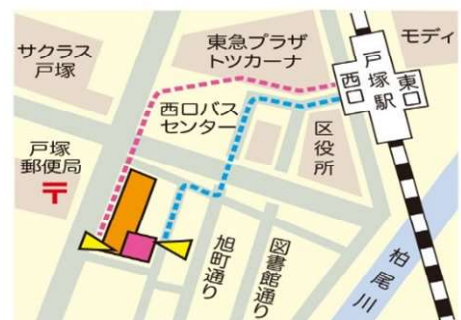 サクラス
戸塚
東急プラザ
トツカーナ
モディ
戸塚駅
西口
東口
西口バス
センター
区役所
戸塚
郵便局
〒
旭町通り
図書館通り
柏尾川